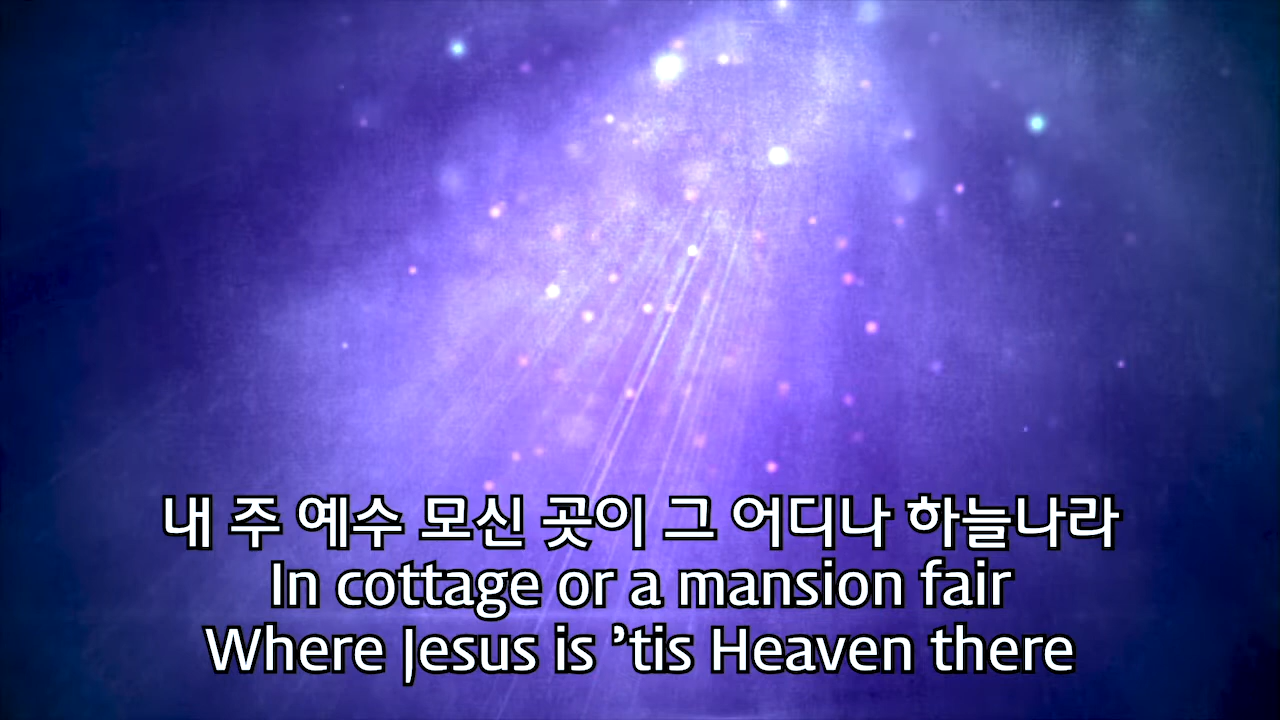 내 주 예수 모신 곳이 그 어디나 하늘나라
In cottage or a mansion fair
Where Jesus is ’tis Heaven there